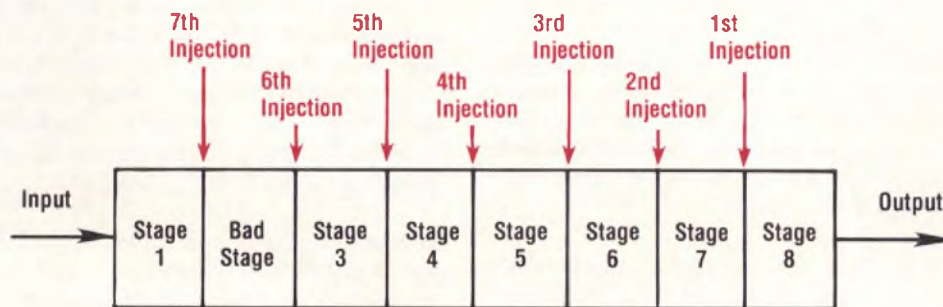 7th
Injection
5th
Injection
3rd
Injection
1st
Injection
6th
Injection
4th
Injection
2nd
Injection
Input
Output
Stage
1
Bad
Stage
Stage
3
Stage
4
Stage
5
Stage
6
Stage
7
Stage
8